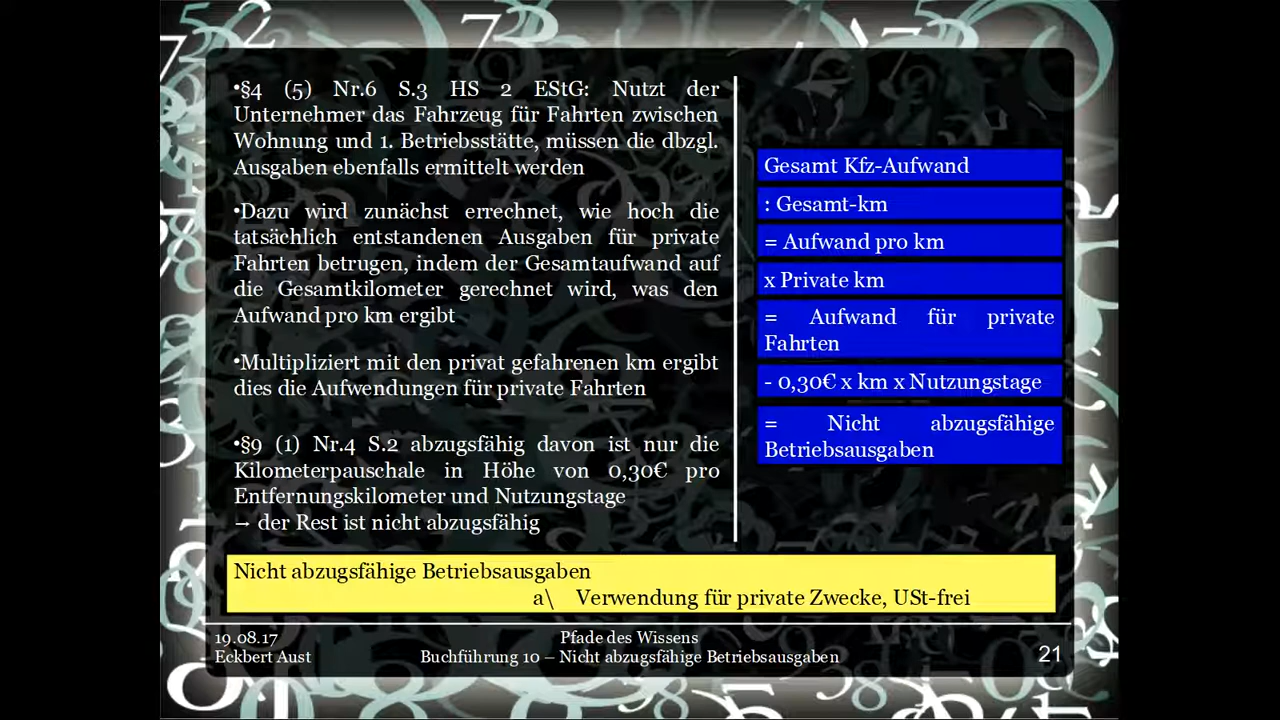 •§4 (5) Nr.6 S.3 HS 2 EStG: Nutzt der
Unternehmer das Fahrzeug für Fahrten zwischen
Wohnung und 1. Betriebsstätte, müssen die dbzgl.
Ausgaben ebenfalls ermittelt werden
•Dazu wird zunächst errechnet, wie hoch die
tatsächlich entstandenen Ausgaben für private
Fahrten betrugen, indem der Gesamtaufwand auf
die Gesamtkilometer gerechnet wird, was den
Aufwand pro km ergibt
•Multipliziert mit den privat gefahrenen km ergibt
dies die Aufwendungen für private Fahrten
•§9 (1) Nr.4 S.2 abzugsfähig davon ist nur die
Kilometerpauschale in Höhe von 0,30€ pro
Entfernungskilometer und Nutzungstage
→ der Rest ist nicht abzugsfähig
Gesamt Kfz-Aufwand
: Gesamt-km
= Aufwand pro km
x Private km
= Aufwand für private
Fahrten
- 0,30€ x km x Nutzungstage
= Nicht abzugsfähige
Betriebsausgaben
Nicht abzugsfähige Betriebsausgaben
a\ Verwendung für private Zwecke, USt-frei
19.08.17
Eckbert Aust
Pfade des Wissens
Buchführung 10 – Nicht abzugsfähige Betriebsausgaben
21